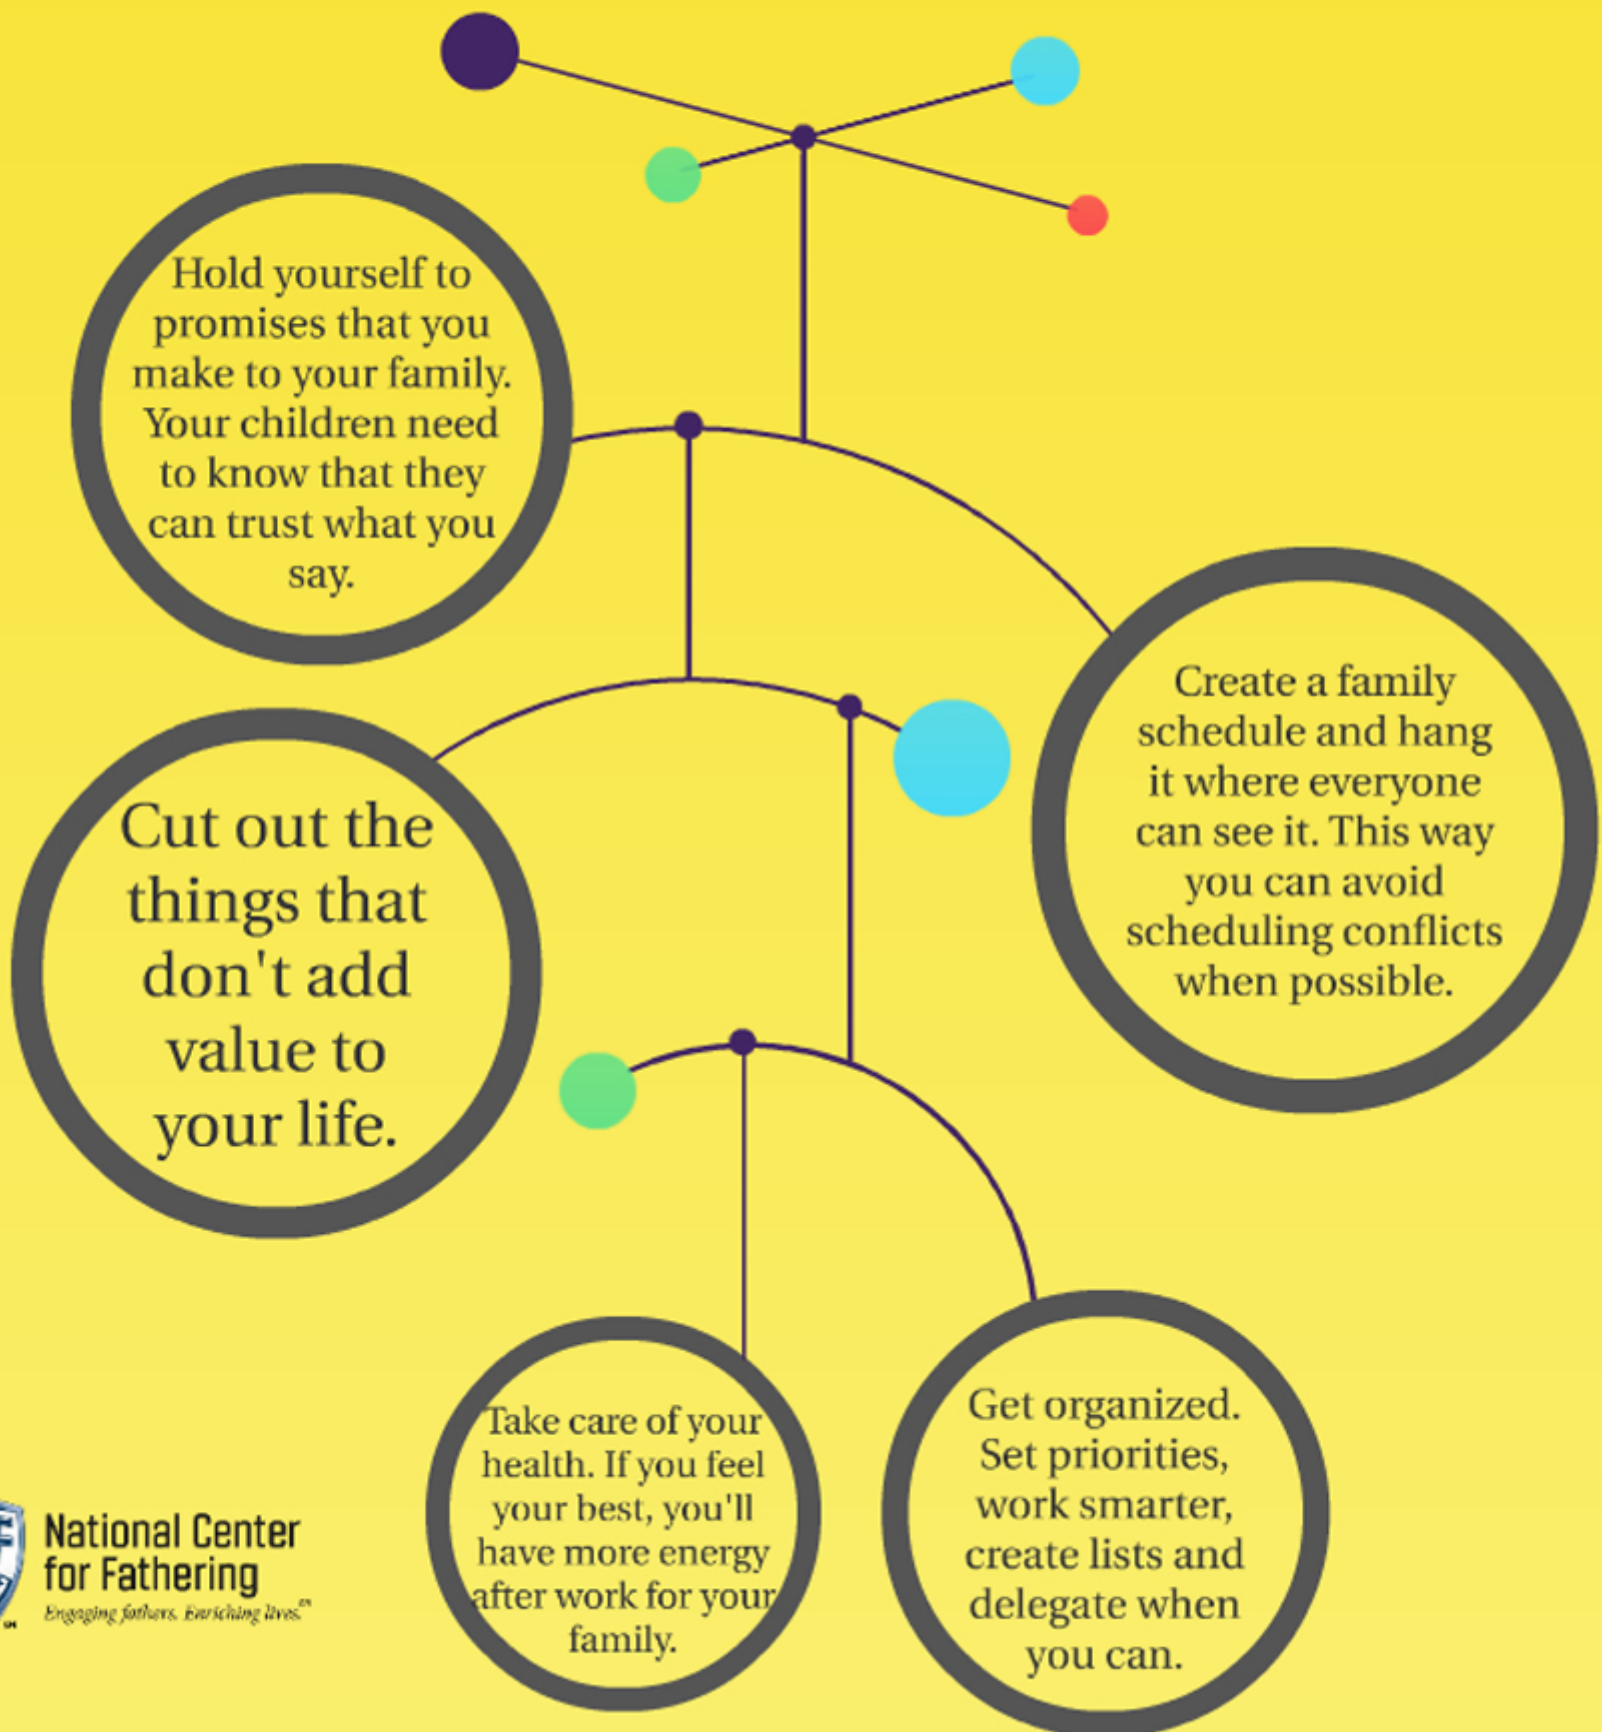 Hold yourself to
promises that you
make to your family.
Your children need
to know that they
can trust what you
say.
Create a family
schedule and hang
it where everyone
can see it. This way
you can avoid
scheduling conflicts
when possible.
Cut out the
things that
don't add
value to
your life.
Take care of your
health. If you feel
your best, you'll
have more energy
after work for your
family.
Get organized.
Set priorities,
work smarter,
create lists and
delegate when
you can.
National Center
for Fathering
Engaging fathers. Enriching lives.